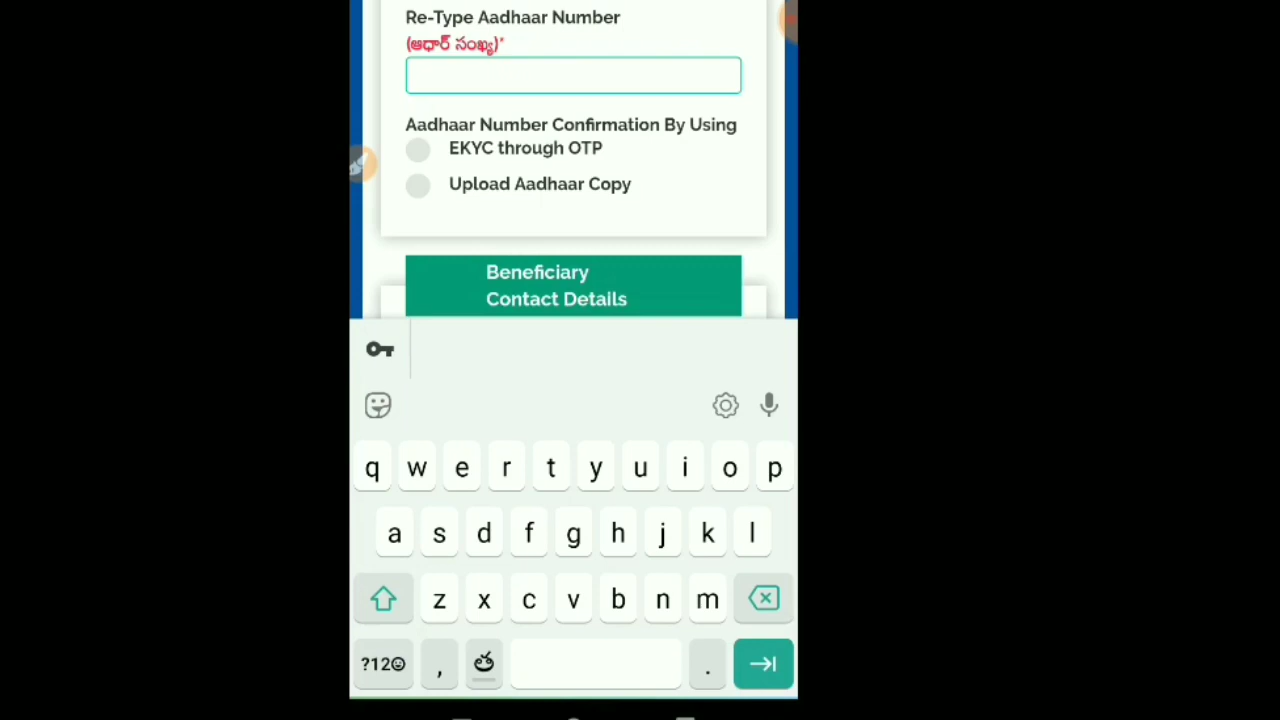 Re-Type Aadhaar Number
(ఆధార్ సంఖ్య)*
Aadhaar Number Confirmation By Using
EKYC through OTP
Upload Aadhaar Copy
Beneficiary
Contact Details
q w e r t y u i o p
a s d f g h j k l
z x c v b n m
?12☺ , త .